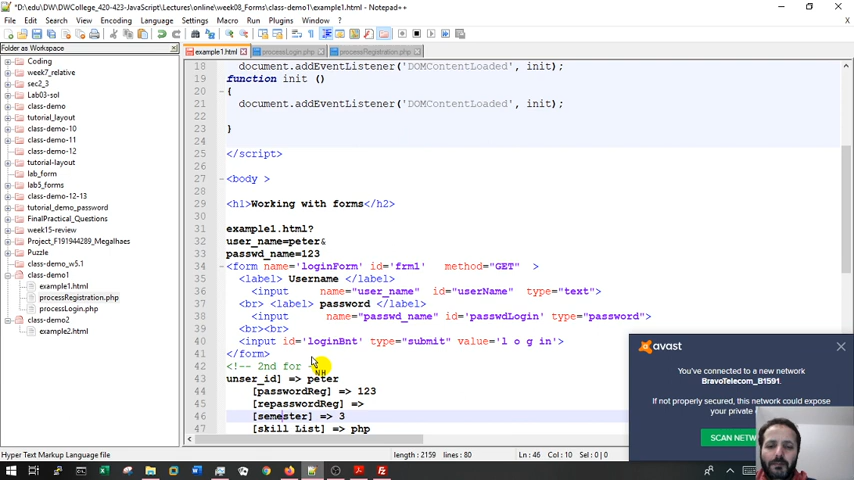 *D:\edu\DW\DWCollege_420-423-JavaScript\Lectures\online\week08_Forms\class-demo1\example1.html - Notepad++
File Edit Search View Encoding Language Settings Macro Run Plugins Window ?
X
Folder as Workspace
example1.html processLogin.php processRegistration.php
Coding
week7_relative
sec2_3
Lab03-sol
class-demo
tutorial_layout
class-demo-10
class-demo-11
class-demo-12
tutorial-layout
lab_form
lab5_forms
class-demo-12-13
tutorial_demo_password
FinalPractical_Questions
week15-review
Project_F191944289_Megalhaes
Puzzle
class-demo_w5.1
class-demo1
example1.html
processRegistration.php
processLogin.php
class-demo2
example2.html
18 document.addEventListener('DOMContentLoaded', init);
19 function init ()
20 {
21 document.addEventListener('DOMContentLoaded', init);
22
23 }
24
25 </script>
26
27 <body >
28
29 <h1>Working with forms</h2>
30
31 example1.html?
32 user_name=peter&
33 passwd_name=123
34 <form name='loginForm' id='frm1' method="GET" >
35 <label> Username </label>
36 <input name="user_name" id="userName" type="text">
37 <br> <label> password </label>
38 <input name="passwd_name" id='passwdLogin' type="password">
39 <br><br>
40 <input id='loginBnt' type="submit" value='l o g in'>
41 </form>
42 <!-- 2nd for
NH
43 unser_id] => peter
44 [passwordReg] => 123
45 [repasswordReg] =>
46 [semester] => 3
47 [skill_List] => php
avast
You've connected to a new network
BravoTelecom_B1591.
If not properly secured, this network could expose
your private
SCAN NETW
Hyper Text Markup Language file
length : 2159 lines : 80
Ln : 46 Col : 10